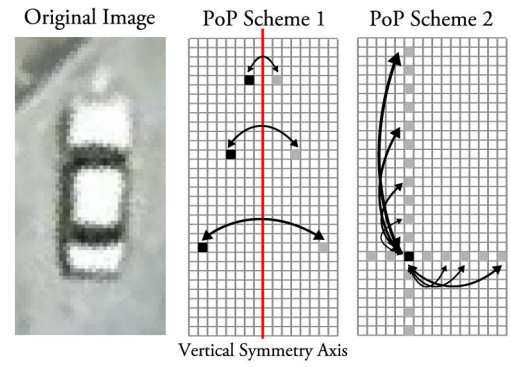 Original Image
PoP Scheme 1
PoP Scheme 2
Vertical Symmetry Axis